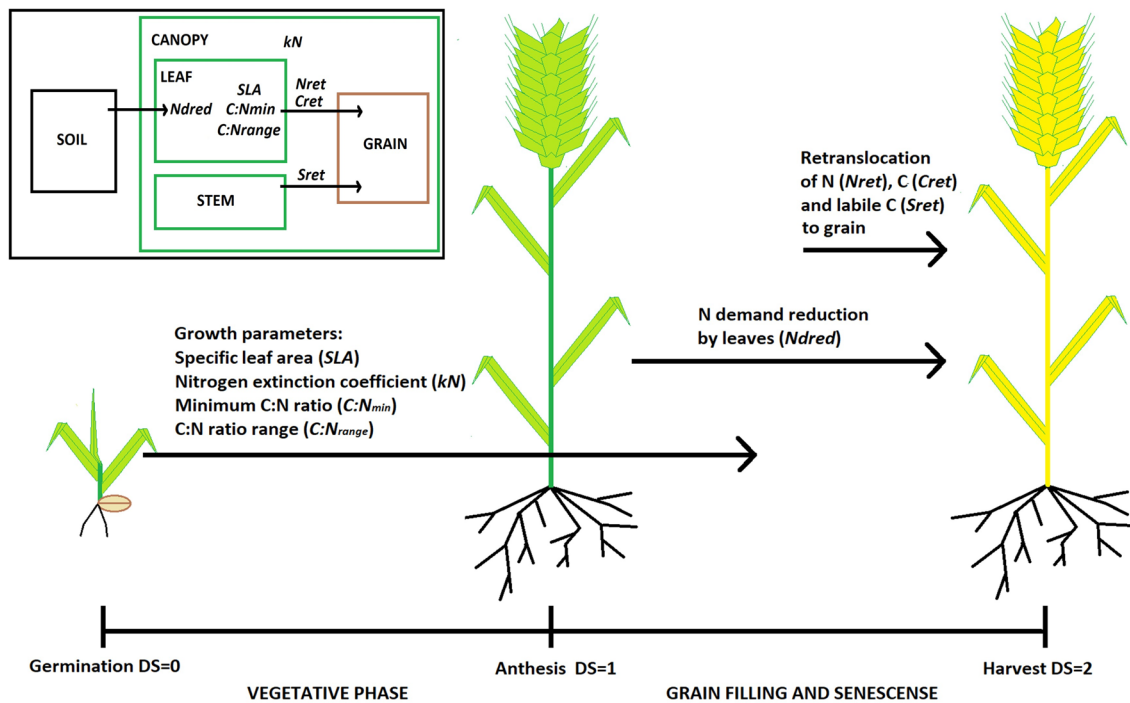 CANOPY kN
LEAF
SLA
Ndred
C:Nmin
C:Nrange
Nret
Cret
SOIL
GRAIN
STEM
Sret
Retranslocation
of N (Nret), C (Cret)
and labile C (Sret)
to grain
N demand reduction
by leaves (Ndred)
Growth parameters:
Specific leaf area (SLA)
Nitrogen extinction coefficient (kN)
Minimum C:N ratio (C:Nmin)
C:N ratio range (C:Nrange)
Germination DS=0
Anthesis DS=1
Harvest DS=2
VEGETATIVE PHASE
GRAIN FILLING AND SENESCENSE